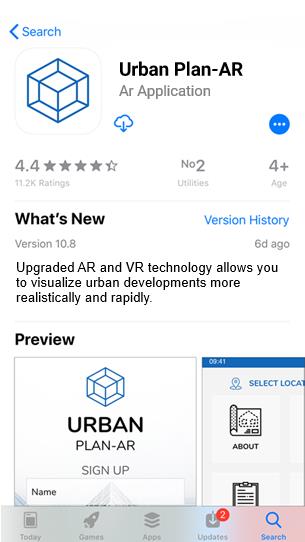 Search
Urban Plan-AR
Ar Application
4.4
No2
4+
11.2K Ratings
Utilities
Age
What's New
Version History
Version 10.8
6d ago
Upgraded AR and VR technology allows you
to visualize urban developments more
realistically and rapidly.
Preview
URBAN
PLAN-AR
SIGN UP
Name
09:41
SELECT LOCAT
ABOUT
Today
Games
Apps
2
Updates
Search